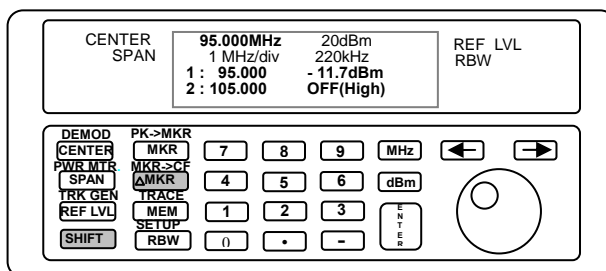 CENTER 95.000MHz 20dBm REF LVL
SPAN 1 MHz/div 220kHz RBW
1 : 95.000 - 11.7dBm
2 : 105.000 OFF(High)
DEMOD PK->MKR
CENTER MKR 7 8 9 MHz
PWR MTR. MKR->CF
SPAN △MKR 4 5 6 dBm
TRK GEN TRACE
REF LVL MEM 1 2 3 ENTER
SETUP
SHIFT RBW 0 • -